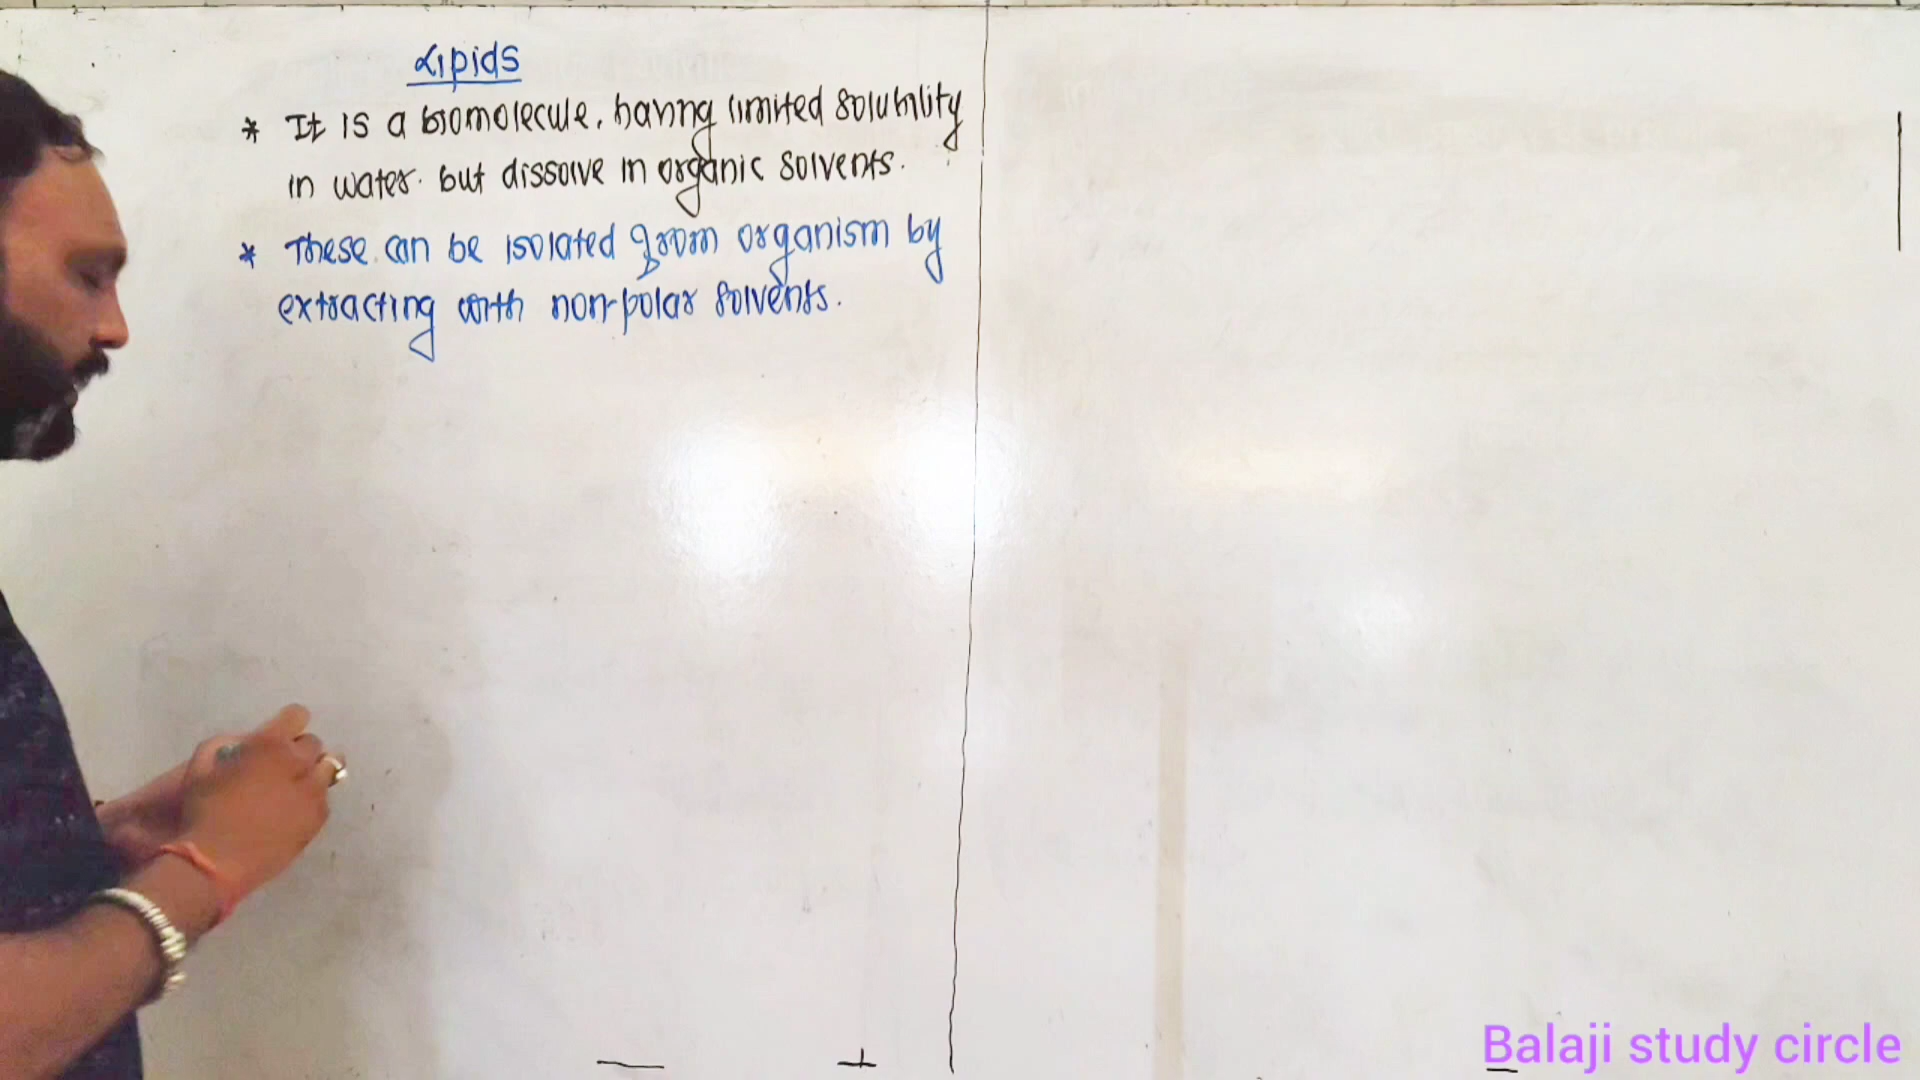 Lipids
* It is a biomolecule, having limited solubility
in water. but dissolve in organic solvents.
* These can be isolated from organism by
extracting with non-polar solvents.
Balaji study circle